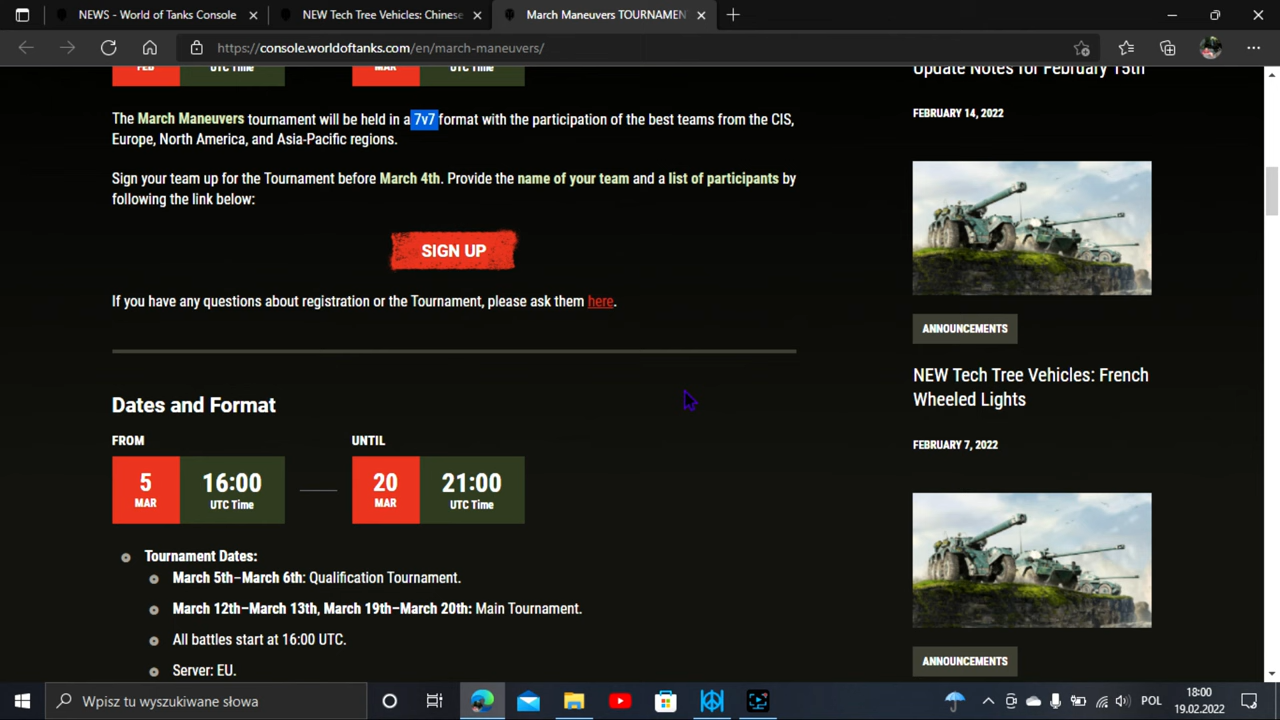 NEWS - World of Tanks Console
NEW Tech Tree Vehicles: Chinese
March Maneuvers TOURNAMEN
https://console.worldoftanks.com/en/march-maneuvers/
FEB
UTC Time
MAR
UTC Time
The March Maneuvers tournament will be held in a 7v7 format with the participation of the best teams from the CIS,
Europe, North America, and Asia-Pacific regions.
Sign your team up for the Tournament before March 4th. Provide the name of your team and a list of participants by
following the link below:
SIGN UP
If you have any questions about registration or the Tournament, please ask them here.
Dates and Format
FROM
UNTIL
5
MAR
16:00
UTC Time
20
MAR
21:00
UTC Time
Tournament Dates:
March 5th–March 6th: Qualification Tournament.
March 12th–March 13th, March 19th–March 20th: Main Tournament.
All battles start at 16:00 UTC.
Server: EU.
Update Notes for February 15th
FEBRUARY 14, 2022
ANNOUNCEMENTS
NEW Tech Tree Vehicles: French
Wheeled Lights
FEBRUARY 7, 2022
ANNOUNCEMENTS
Wpisz tu wyszukiwane słowa
POL
18:00
19.02.2022